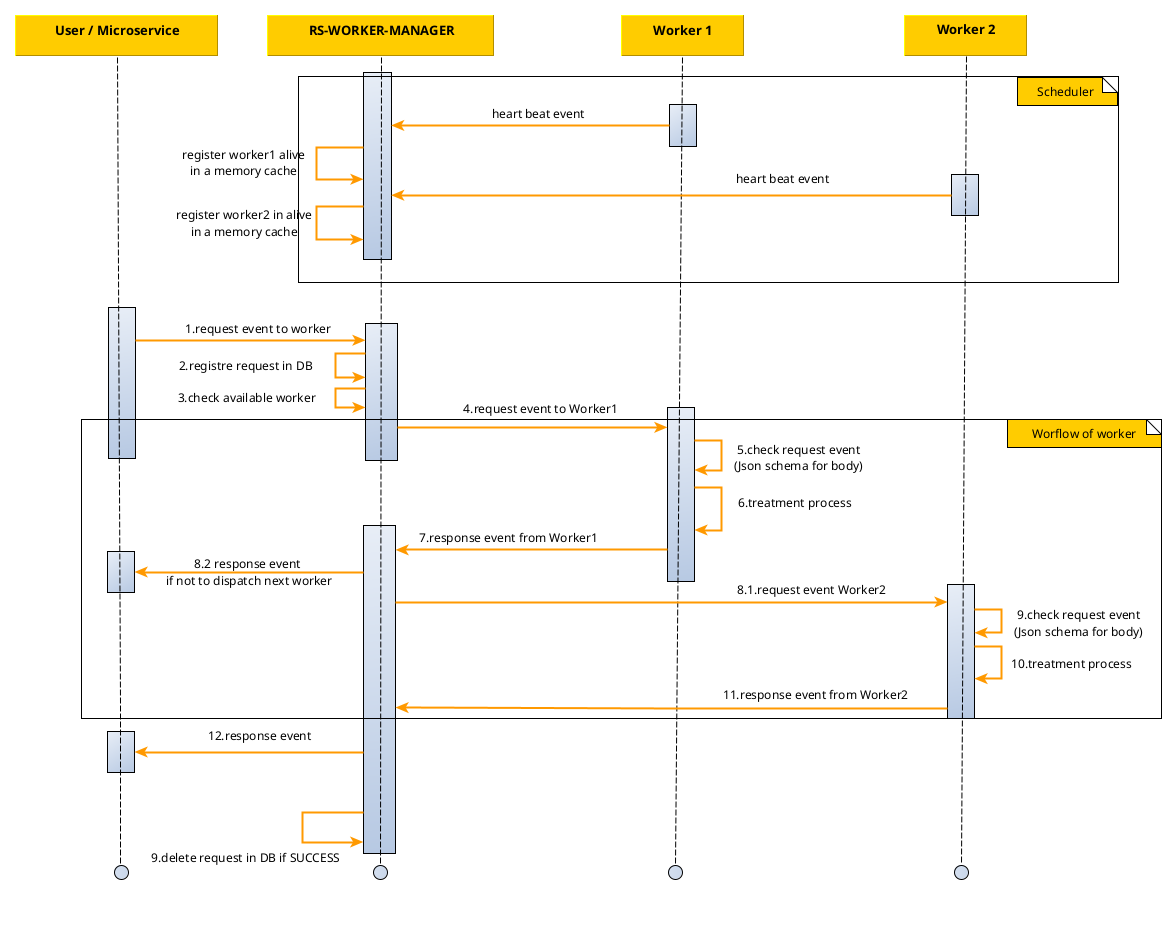 User / Microservice
RS-WORKER-MANAGER
Worker 1
Worker 2
Scheduler
heart beat event
register worker1 alive
in a memory cache
heart beat event
register worker2 in alive
in a memory cache
1.request event to worker
2.registre request in DB
3.check available worker
4.request event to Worker1
Worflow of worker
5.check request event
(Json schema for body)
6.treatment process
7.response event from Worker1
8.2 response event
if not to dispatch next worker
8.1.request event Worker2
9.check request event
(Json schema for body)
10.treatment process
11.response event from Worker2
12.response event
9.delete request in DB if SUCCESS